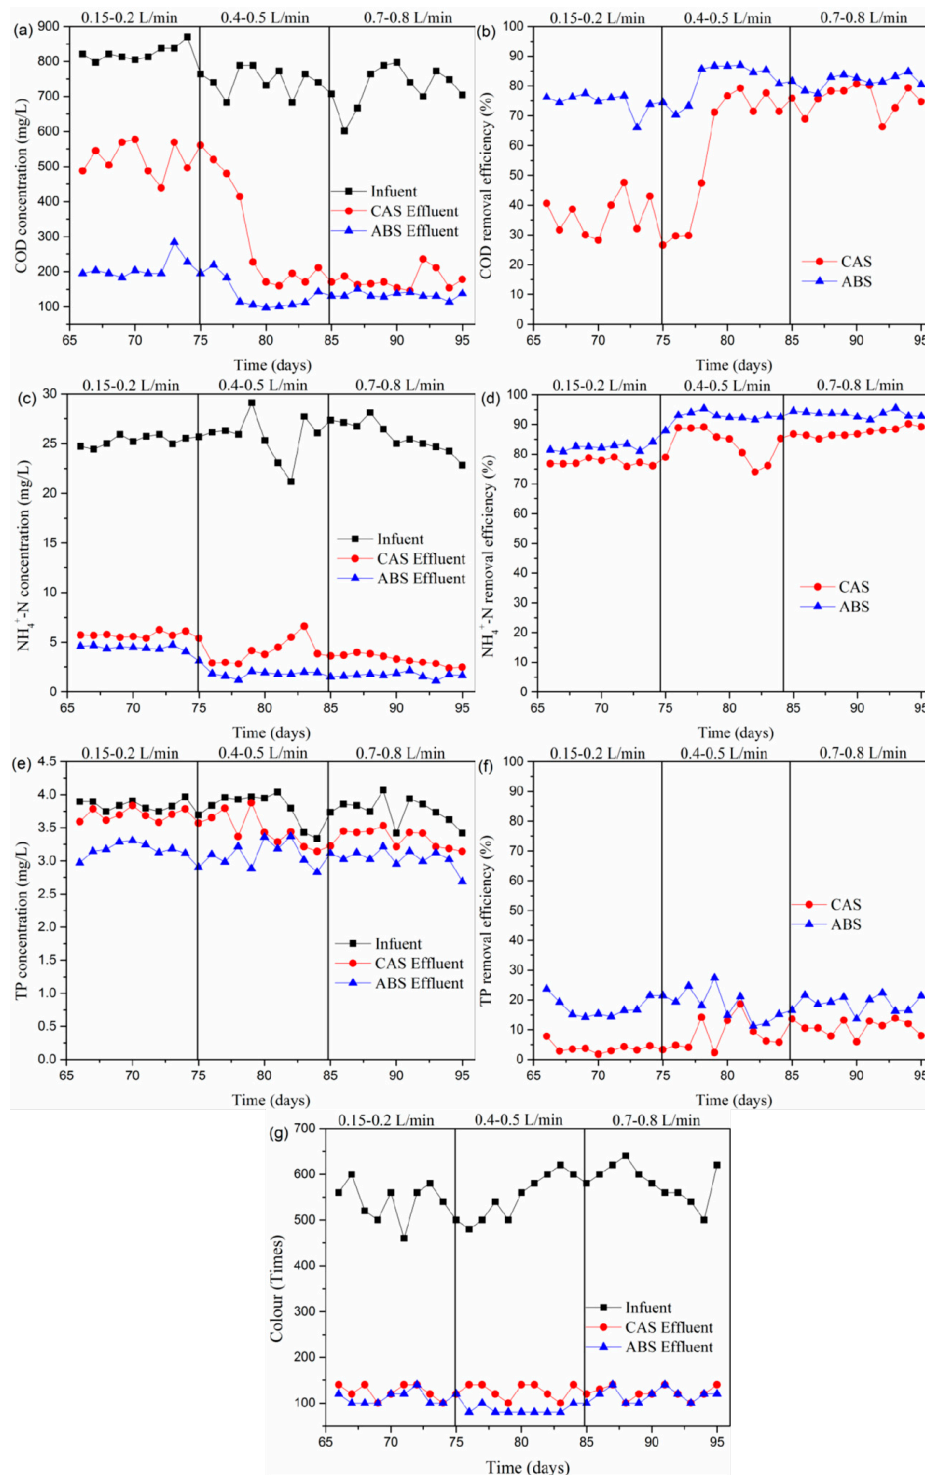 (a)
0.15-0.2 L/min 0.4-0.5 L/min 0.7-0.8 L/min
900
800
700
600
500
400
300
200
100
COD concentration (mg/L)
Infuent
CAS Effluent
ABS Effluent
65 70 75 80 85 90 95
Time (days)
(b)
0.15-0.2 L/min 0.4-0.5 L/min 0.7-0.8 L/min
100
90
80
70
60
50
40
30
20
10
0
COD removal efficiency (%)
CAS
ABS
65 70 75 80 85 90 95
Time (days)
(c)
0.15-0.2 L/min 0.4-0.5 L/min 0.7-0.8 L/min
30
25
20
15
10
5
0
NH₄⁺-N concentration (mg/L)
Infuent
CAS Effluent
ABS Effluent
65 70 75 80 85 90 95
Time (days)
(d)
0.15-0.2 L/min 0.4-0.5 L/min 0.7-0.8 L/min
100
90
80
70
60
50
40
30
20
10
0
NH₄⁺-N removal efficiency (%)
CAS
ABS
65 70 75 80 85 90 95
Time (days)
(e)
0.15-0.2 L/min 0.4-0.5 L/min 0.7-0.8 L/min
4.5
4.0
3.5
3.0
2.5
2.0
1.5
1.0
0.5
0.0
TP concentration (mg/L)
Infuent
CAS Effluent
ABS Effluent
65 70 75 80 85 90 95
Time (days)
(f)
0.15-0.2 L/min 0.4-0.5 L/min 0.7-0.8 L/min
100
90
80
70
60
50
40
30
20
10
0
TP removal efficiency (%)
CAS
ABS
65 70 75 80 85 90 95
Time (days)
(g)
0.15-0.2 L/min 0.4-0.5 L/min 0.7-0.8 L/min
700
600
500
400
300
200
100
Colour (Times)
Infuent
CAS Effluent
ABS Effluent
65 70 75 80 85 90 95
Time (days)